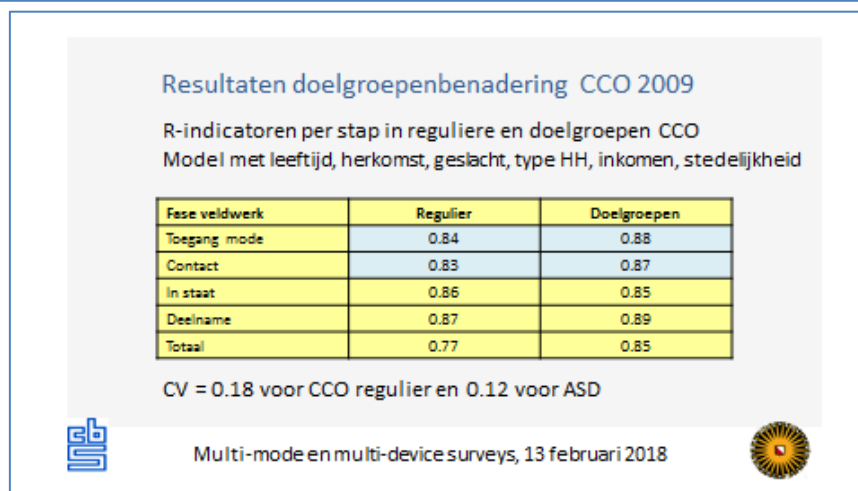 Resultaten doelgroepenbenadering CCO 2009
R-indicatoren per stap in reguliere en doelgroepen CCO
Model met leeftijd, herkomst, geslacht, type HH, inkomen, stedelijkheid
Fase veldwerk Regulier Doelgroepen
Toegang mode 0.84 0.88
Contact 0.83 0.87
In staat 0.86 0.85
Deelname 0.87 0.89
Totaal 0.77 0.85
CV = 0.18 voor CCO regulier en 0.12 voor ASD
cbs
Multi-mode en multi-device surveys, 13 februari 2018